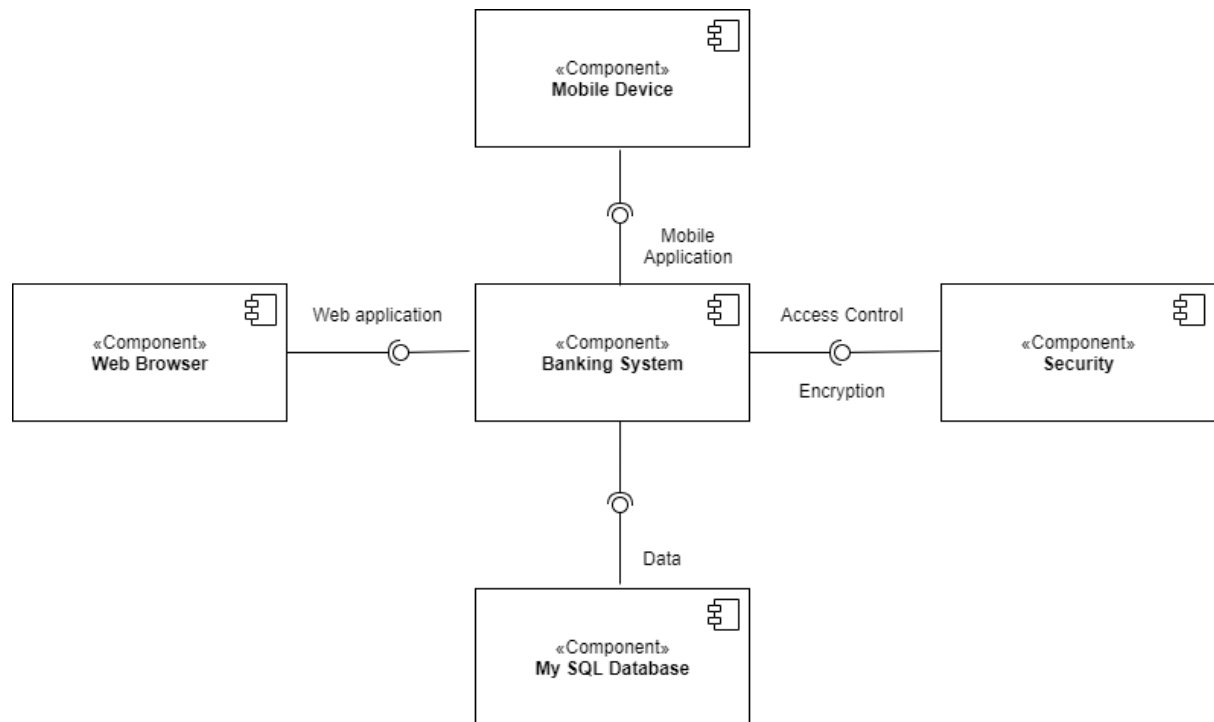 «Component»
Mobile Device
Mobile
Application
«Component»
Web Browser
Web application
«Component»
Banking System
Access Control
Encryption
«Component»
Security
Data
«Component»
My SQL Database